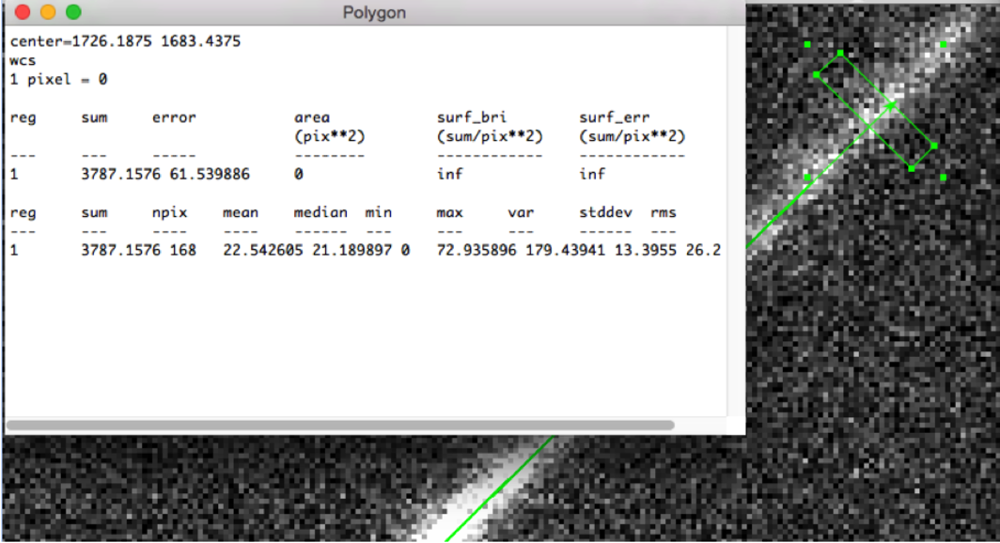 Polygon
center=1726.1875 1683.4375
wcs
1 pixel = 0
reg sum error area surf_bri surf_err
(pix**2) (sum/pix**2) (sum/pix**2)
--- --- ----- -------- ------------ ------------
1 3787.1576 61.539886 0 inf inf
reg sum npix mean median min max var stddev rms
--- --- ---- ---- ------ --- --- --- ------ ---
1 3787.1576 168 22.542605 21.189897 0 72.935896 179.43941 13.3955 26.2